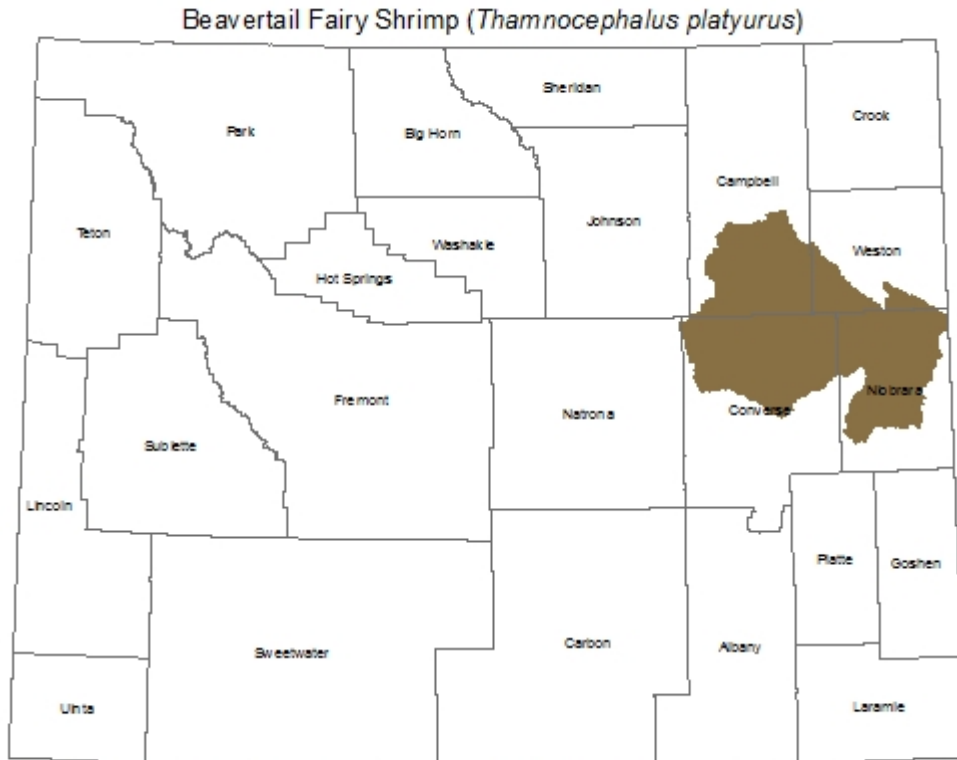 Beavertail Fairy Shrimp (Thamnocephalus platyurus)
Sheridan
Crook
Park
Big Horn
Campbell
Johnson
Teton
Washakie
Weston
Hot Springs
Niobrara
Fremont
Natrona
Converse
Sublette
Lincoln
Platte
Goshen
Carbon
Albany
Sweetwater
Uinta
Laramie